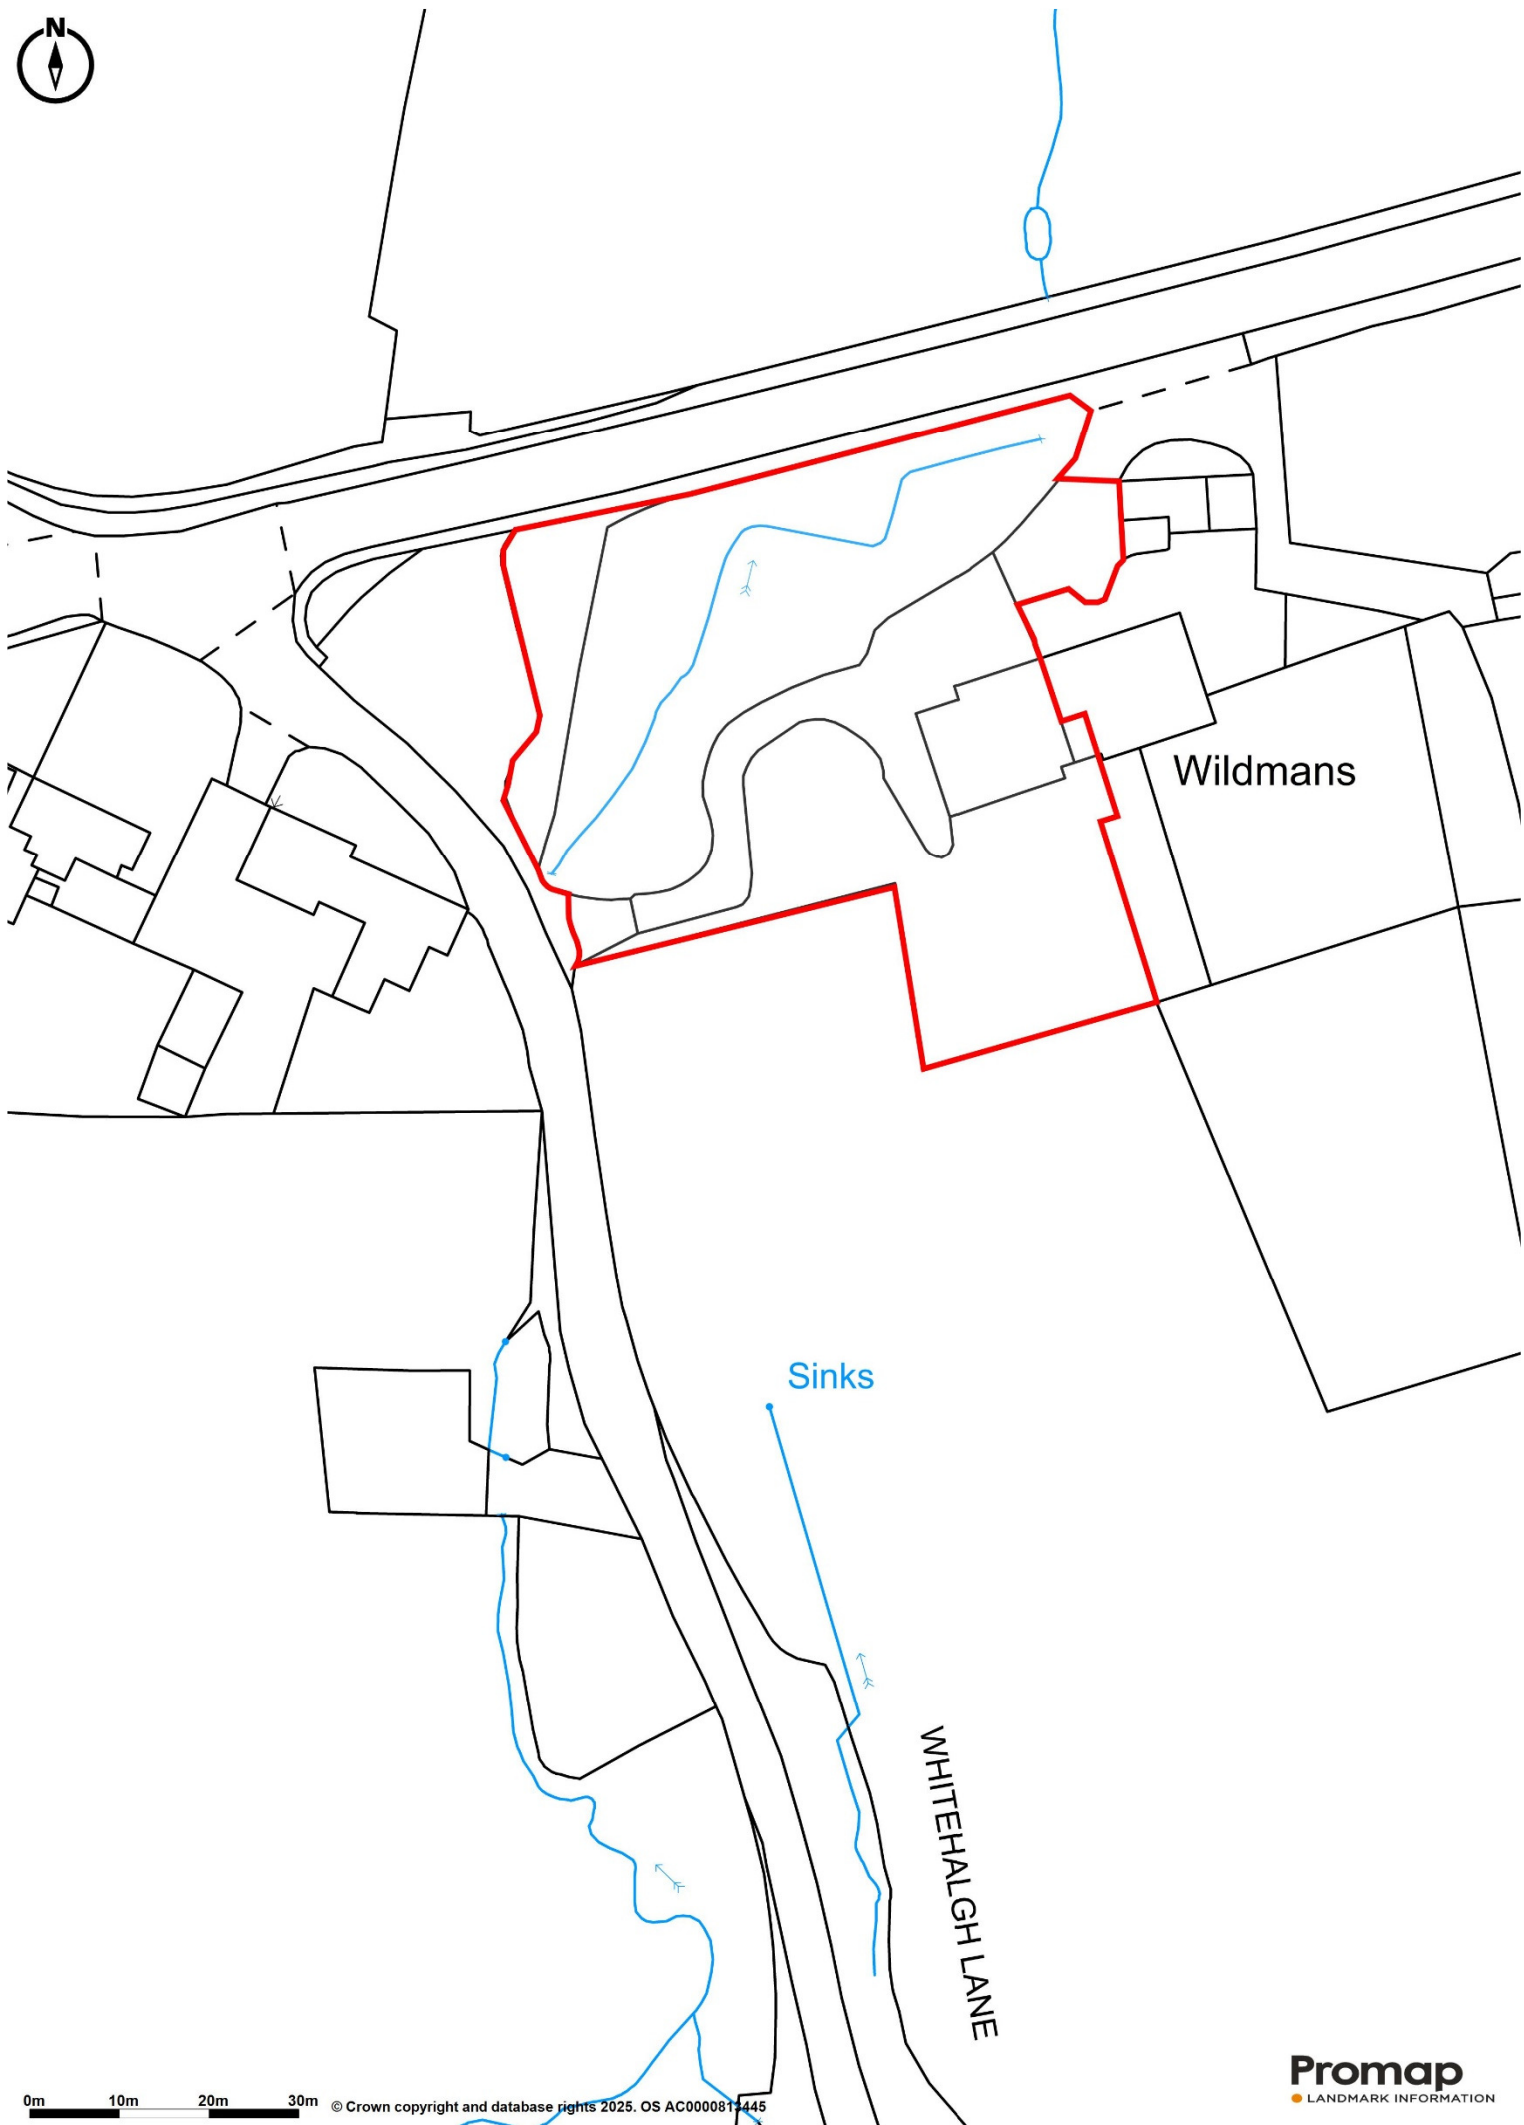 N
Wildmans
Sinks
WHITEHALGH LANE
0m 10m 20m 30m
© Crown copyright and database rights 2025. OS AC0000813445
Promap
LANDMARK INFORMATION